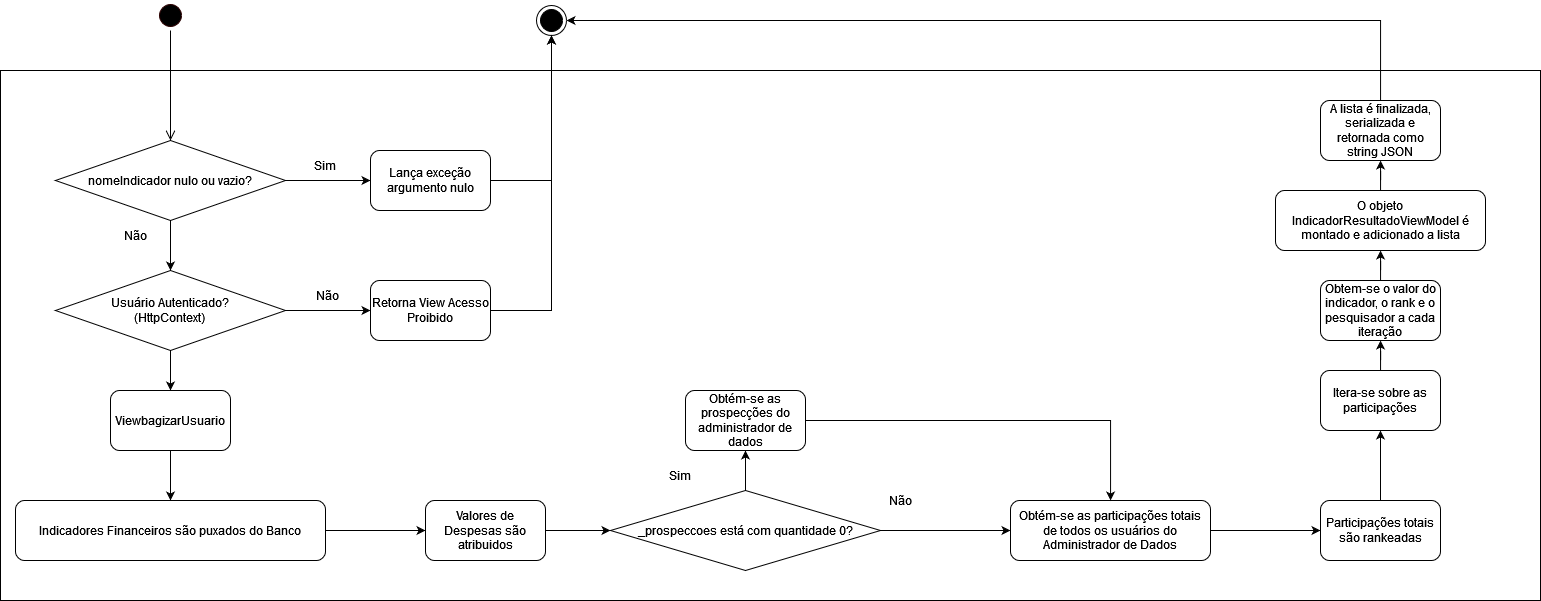 nomeIndicador nulo ou vazio?
Sim
Lança exceção
argumento nulo
Não
Usuário Autenticado?
(HttpContext)
Não
Retorna View Acesso
Proibido
ViewbagizarUsuario
Indicadores Financeiros são puxados do Banco
Valores de
Despesas são
atribuidos
_prospeccoes está com quantidade 0?
Sim
Obtém-se as
prospecções do
administrador de
dados
Não
Obtém-se as participações totais
de todos os usuários do
Administrador de Dados
Participações totais
são rankeadas
Itera-se sobre as
participações
Obtem-se o valor do
indicador, o rank e o
pesquisador a cada
iteração
O objeto
IndicadorResultadoViewModel é
montado e adicionado a lista
A lista é finalizada,
serializada e
retornada como
string JSON